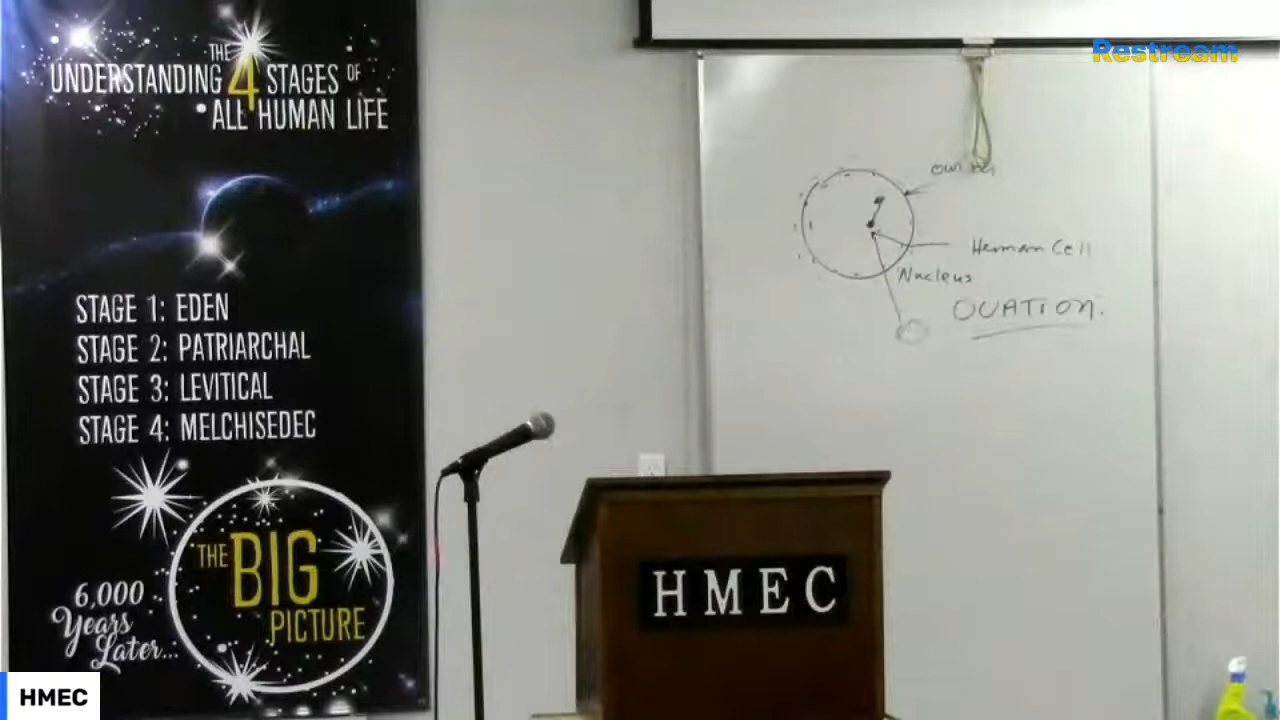 THE
UNDERSTANDING 4 STAGES OF
ALL HUMAN LIFE
STAGE 1: EDEN
STAGE 2: PATRIARCHAL
STAGE 3: LEVITICAL
STAGE 4: MELCHISEDEC
THE BIG
PICTURE
6,000
Years
Later...
HMEC
Restream
Human Cell
Nucleus
OVATION.
HMEC